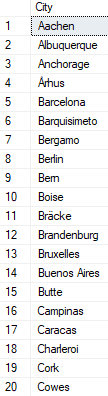 City
1 Aachen
2 Albuquerque
3 Anchorage
4 Århus
5 Barcelona
6 Barquisimeto
7 Bergamo
8 Berlin
9 Bern
10 Boise
11 Bräcke
12 Brandenburg
13 Bruxelles
14 Buenos Aires
15 Butte
16 Campinas
17 Caracas
18 Charleroi
19 Cork
20 Cowes